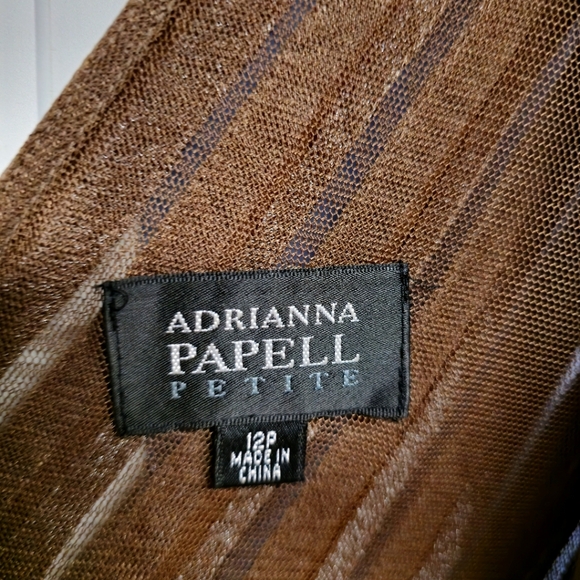 ADRIANNA
PAPELL
PETITE
12P
MADE IN
CHINA